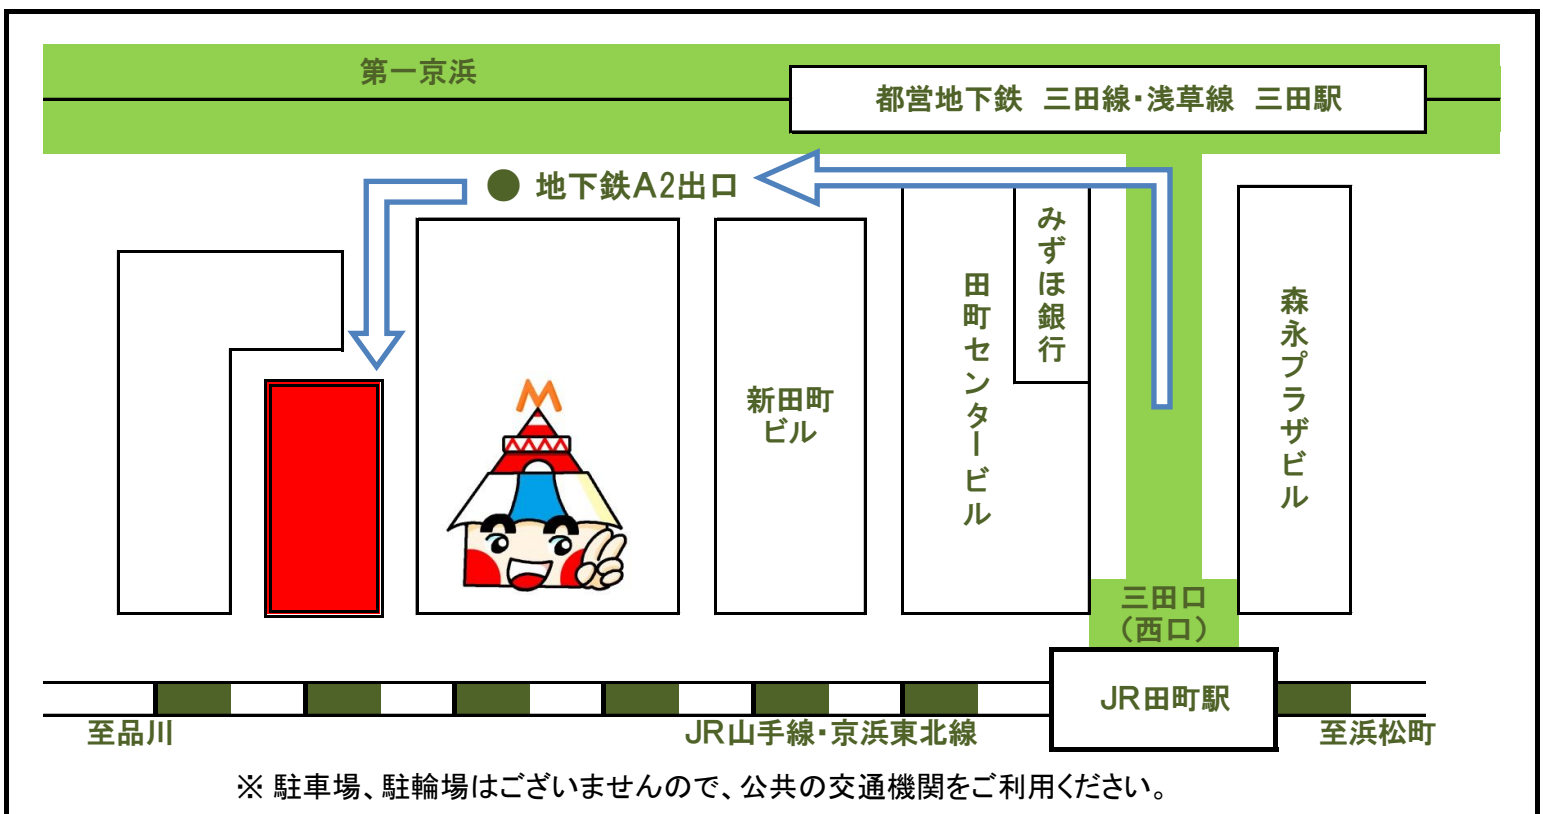 第一京浜
都営地下鉄　三田線・浅草線　三田駅
地下鉄A2出口
みずほ銀行
田町センタービル
森永プラザビル
新田町
ビル
三田口
（西口）
JR田町駅
至品川
JR山手線・京浜東北線
至浜松町
※ 駐車場、駐輪場はございませんので、公共の交通機関をご利用ください。